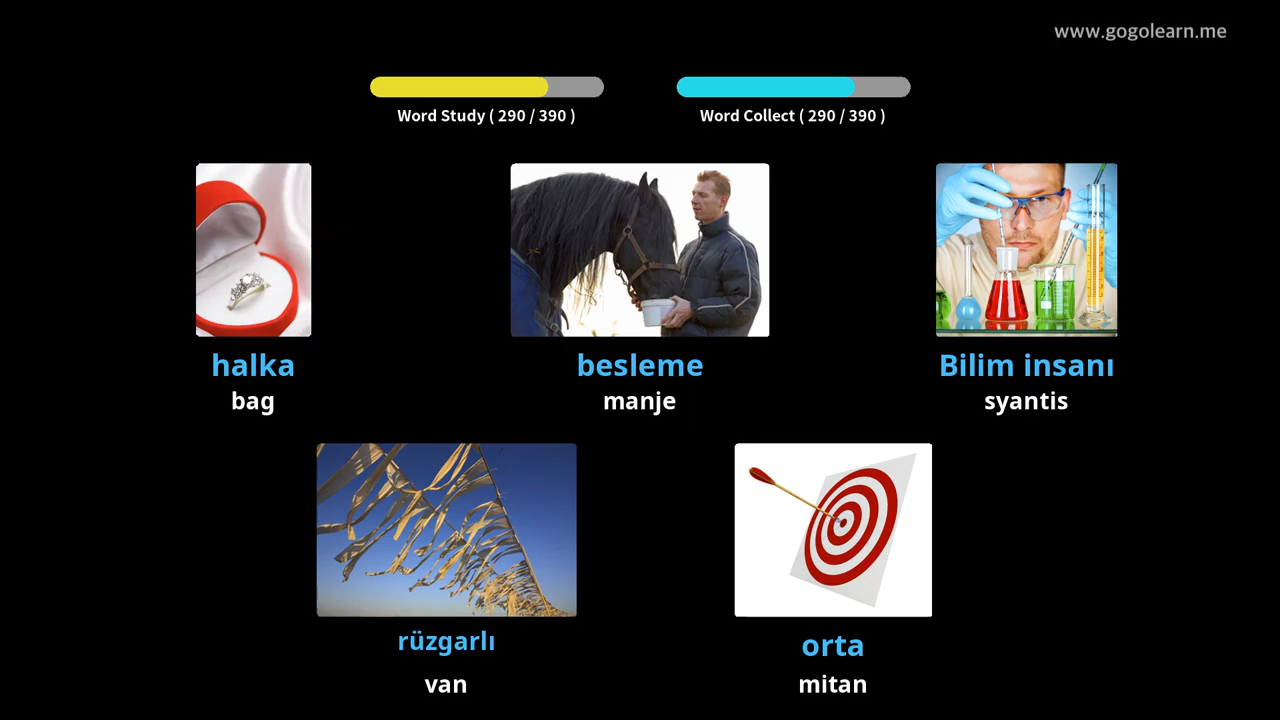 www.gogolearn.me
Word Study ( 290 / 390 )
Word Collect ( 290 / 390 )
halka
bag
besleme
manje
Bilim insanı
syantis
rüzgarlı
van
orta
mitan